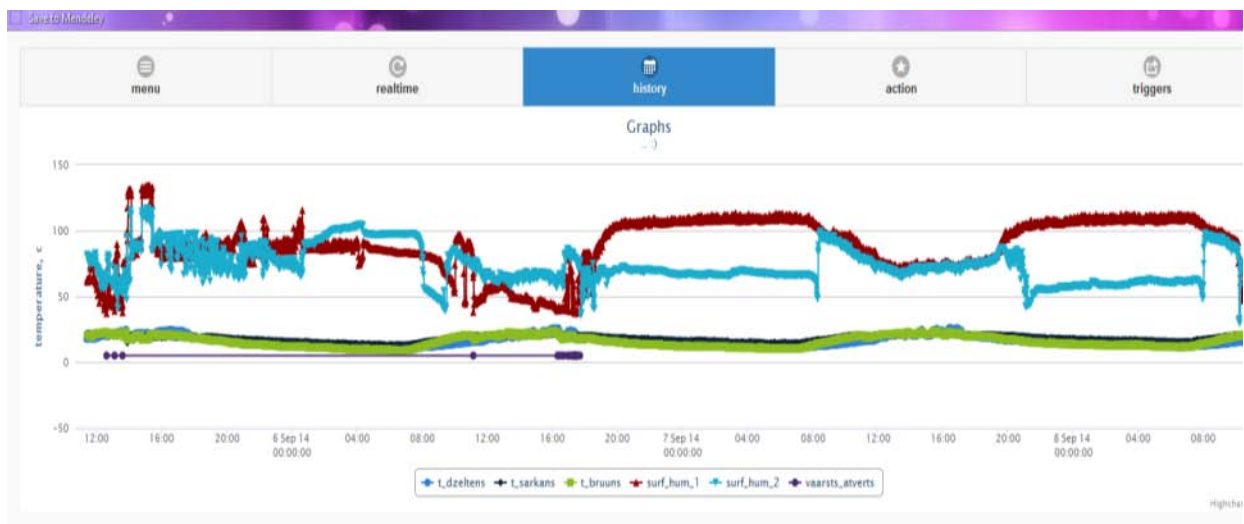 Save to Mendeley
menu
realtime
history
action
triggers
Graphs
.. :)
temperature, c
150
100
50
0
-50
12:00 16:00 20:00 6 Sep 14 00:00:00 04:00 08:00 12:00 16:00 20:00 7 Sep 14 00:00:00 04:00 08:00 12:00 16:00 20:00 8 Sep 14 00:00:00 04:00 08:00
t_dzeltens t_sarkans t_bruuns surf_hum_1 surf_hum_2 vaarsts_atverts
Highchar